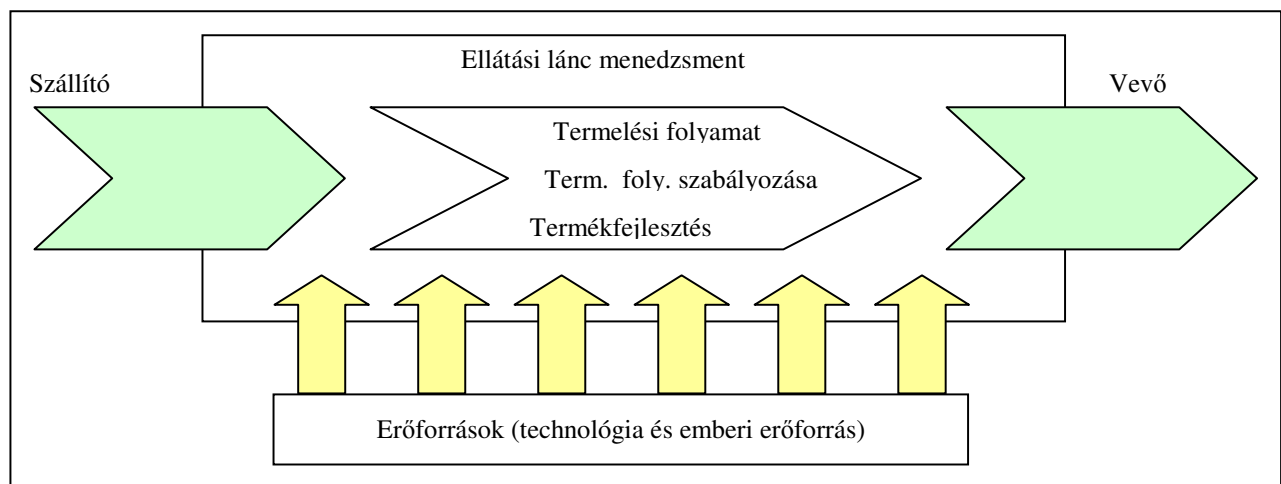 Ellátási lánc menedzsment
Szállító
Vevő
Termelési folyamat
Term. foly. szabályozása
Termékfejlesztés
Erőforrások (technológia és emberi erőforrás)